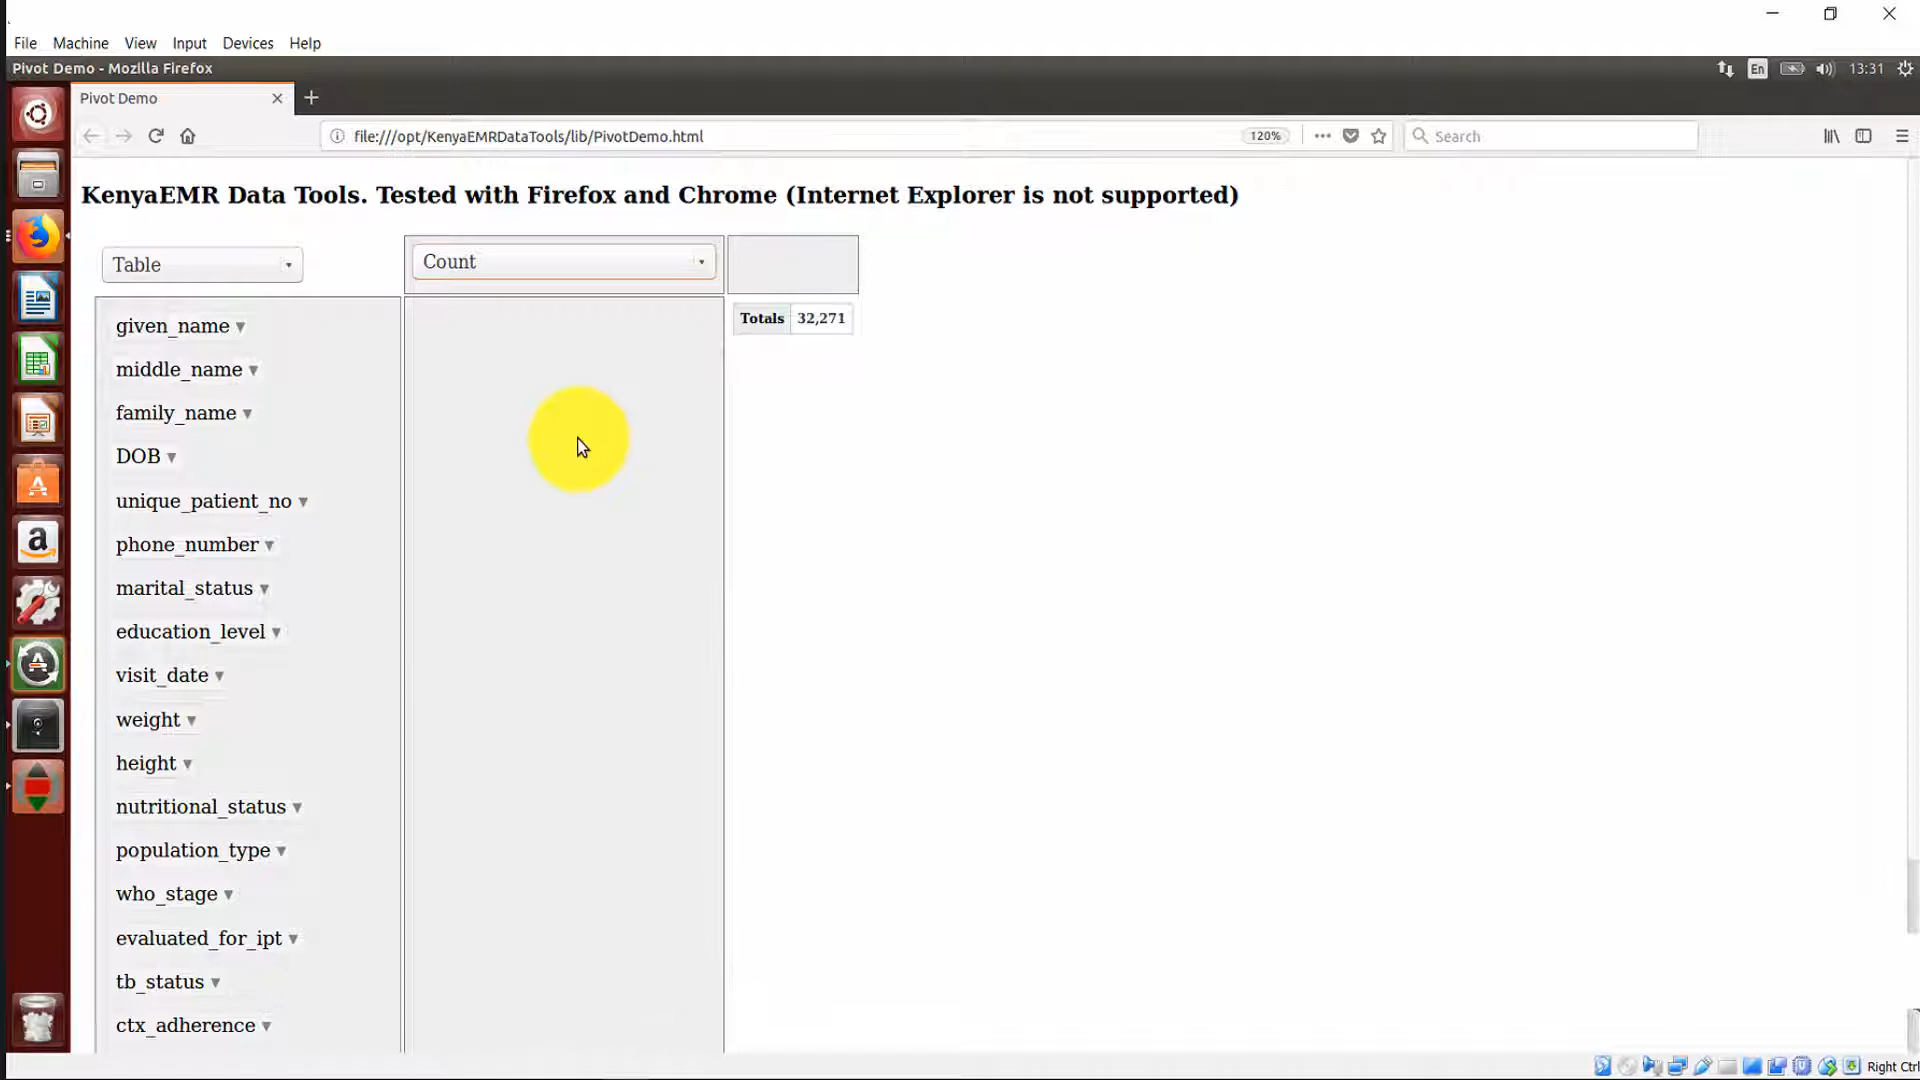 File Machine View Input Devices Help
Pivot Demo - Mozilla Firefox
En
13:31
Pivot Demo
file:///opt/KenyaEMRDataTools/lib/PivotDemo.html
120%
Search
KenyaEMR Data Tools. Tested with Firefox and Chrome (Internet Explorer is not supported)
Table
Count
Totals 32,271
given_name
middle_name
family_name
DOB
unique_patient_no
phone_number
marital_status
education_level
visit_date
weight
height
nutritional_status
population_type
who_stage
evaluated_for_ipt
tb_status
ctx_adherence
Right Ctrl